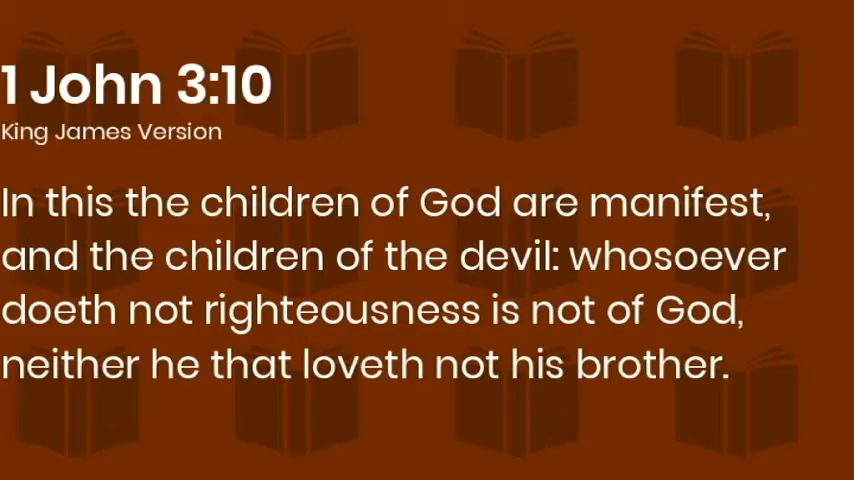 1 John 3:10
King James Version
In this the children of God are manifest,
and the children of the devil: whosoever
doeth not righteousness is not of God,
neither he that loveth not his brother.